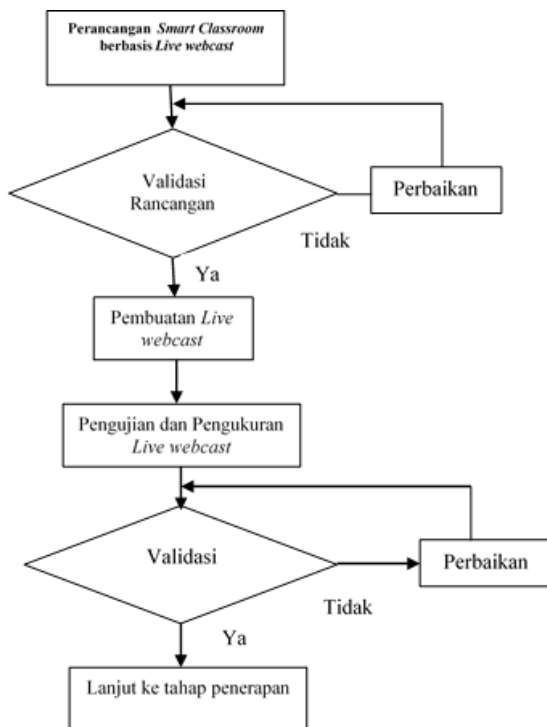 Perancangan Smart Classroom
berbasis Live webcast
Validasi
Rancangan
Perbaikan
Tidak
Ya
Pembuatan Live
webcast
Pengujian dan Pengukuran
Live webcast
Validasi
Perbaikan
Tidak
Ya
Lanjut ke tahap penerapan